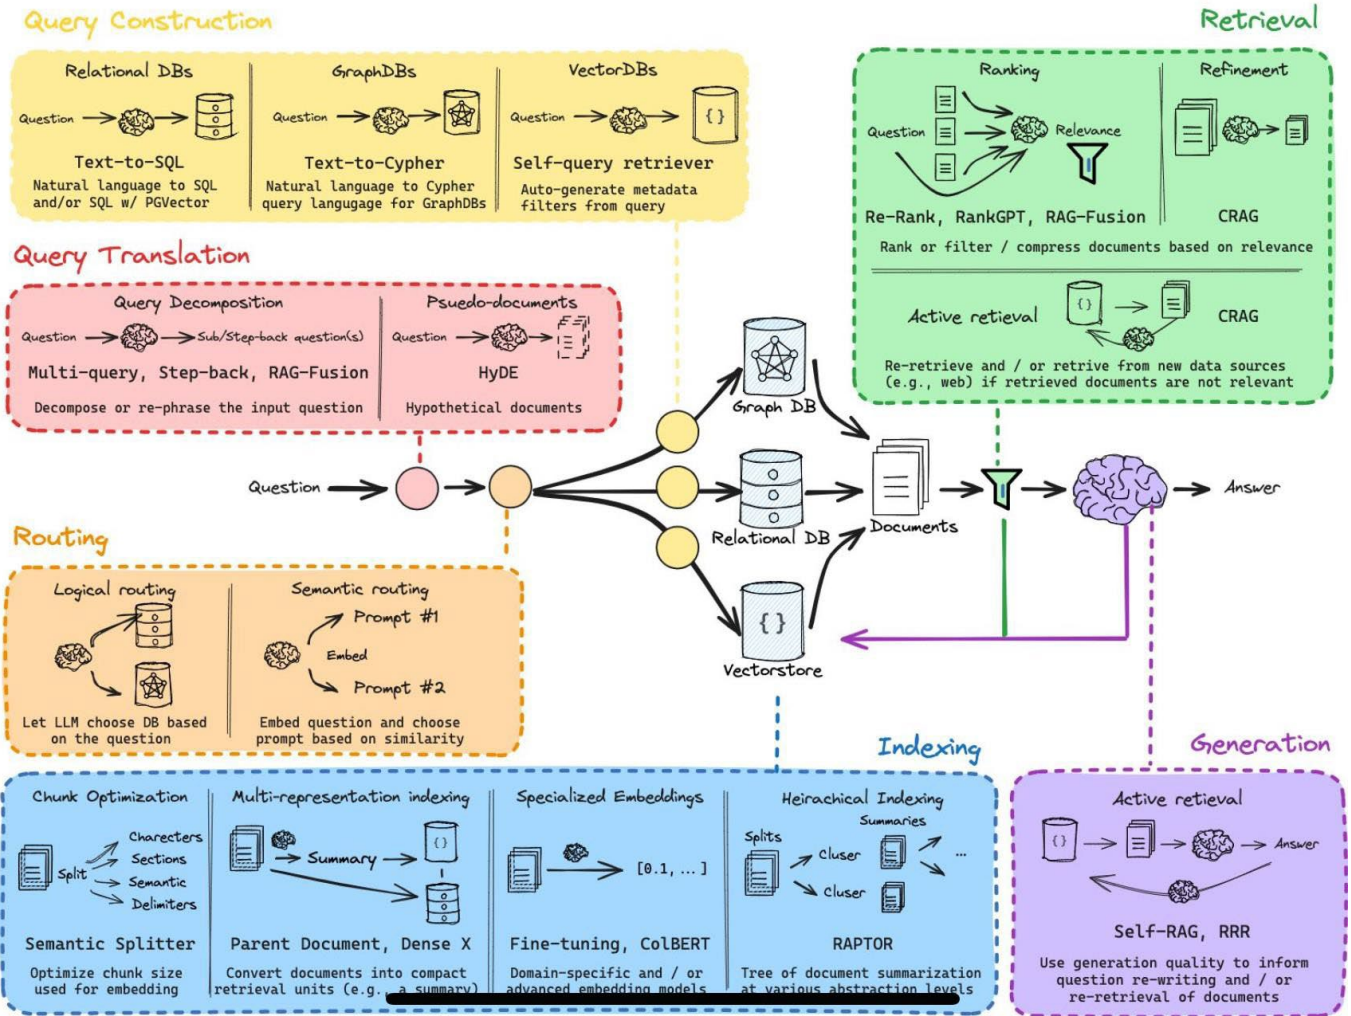 Query Construction
Relational DBs
Question
Text-to-SQL
Natural language to SQL
and/or SQL w/ PGVector
GraphDBs
Question
Text-to-Cypher
Natural language to Cypher
query langugage for GraphDBs
VectorDBs
Question
{}
Self-query retriever
Auto-generate metadata
filters from query
Retrieval
Ranking
Question
Relevance
Re-Rank, RankGPT, RAG-Fusion
Refinement
CRAG
Rank or filter / compress documents based on relevance
Active retieval
{}
CRAG
Re-retrieve and / or retrive from new data sources
(e.g., web) if retrieved documents are not relevant
Query Translation
Query Decomposition
Question
Sub/Step-back question(s)
Multi-query, Step-back, RAG-Fusion
Decompose or re-phrase the input question
Psuedo-documents
Question
HyDE
Hypothetical documents
Question
Graph DB
Relational DB
{}
Vectorstore
Documents
Answer
Routing
Logical routing
Let LLM choose DB based
on the question
Semantic routing
Prompt #1
Embed
Prompt #2
Embed question and choose
prompt based on similarity
Indexing
Chunk Optimization
Split
Charecters
Sections
Semantic
Delimiters
Semantic Splitter
Optimize chunk size
used for embedding
Multi-representation indexing
Summary
{}
Parent Document, Dense X
Convert documents into compact
retrieval units (e.g., a summary)
Specialized Embeddings
[0.1, ...]
Fine-tuning, ColBERT
Domain-specific and / or
advanced embedding models
Heirachical Indexing
Splits
Summaries
Cluser
Cluser
...
RAPTOR
Tree of document summarization
at various abstraction levels
Generation
Active retieval
{}
Answer
Self-RAG, RRR
Use generation quality to inform
question re-writing and / or
re-retrieval of documents